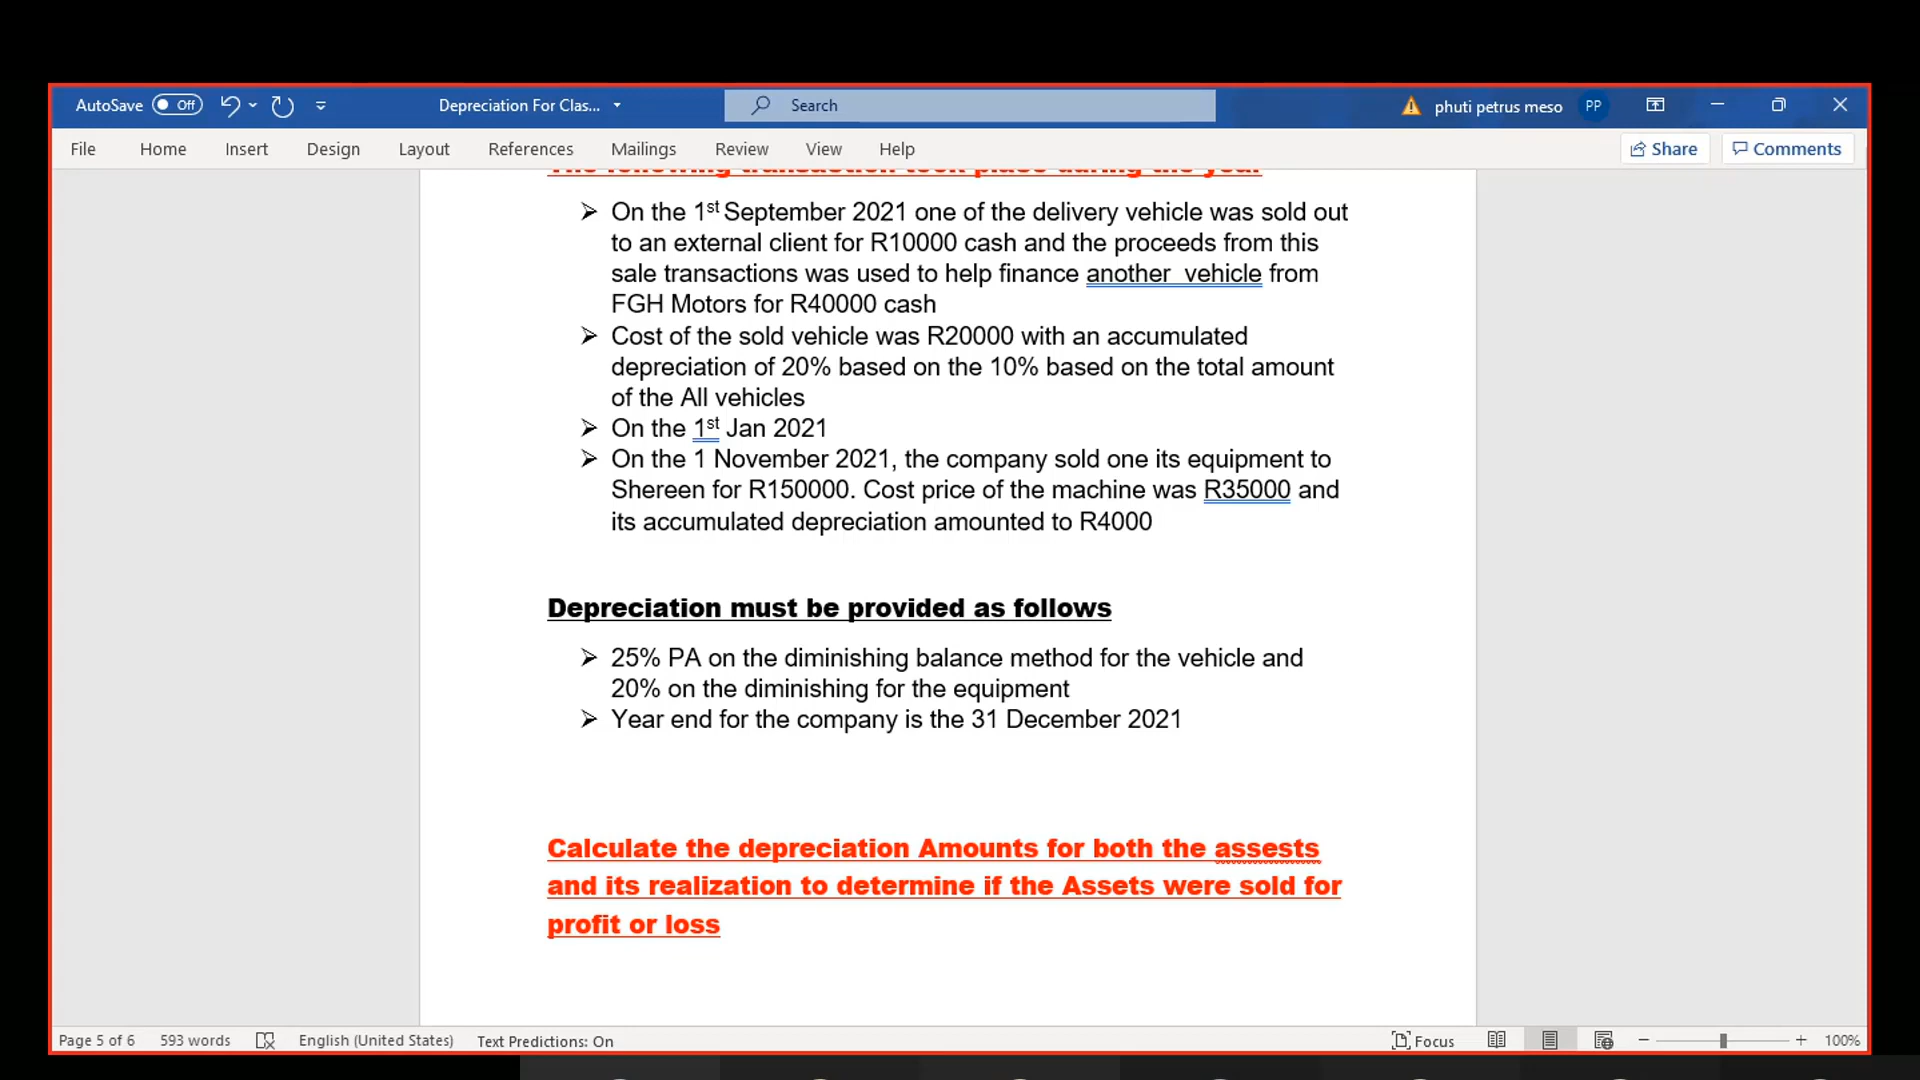 AutoSave Off Depreciation For Clas... Search phuti petrus meso PP
File Home Insert Design Layout References Mailings Review View Help Share Comments
The following transaction took place during the year
➢ On the 1st September 2021 one of the delivery vehicle was sold out
to an external client for R10000 cash and the proceeds from this
sale transactions was used to help finance another vehicle from
FGH Motors for R40000 cash
➢ Cost of the sold vehicle was R20000 with an accumulated
depreciation of 20% based on the 10% based on the total amount
of the All vehicles
➢ On the 1st Jan 2021
➢ On the 1 November 2021, the company sold one its equipment to
Shereen for R150000. Cost price of the machine was R35000 and
its accumulated depreciation amounted to R4000
Depreciation must be provided as follows
➢ 25% PA on the diminishing balance method for the vehicle and
20% on the diminishing for the equipment
➢ Year end for the company is the 31 December 2021
Calculate the depreciation Amounts for both the assests
and its realization to determine if the Assets were sold for
profit or loss
Page 5 of 6 593 words English (United States) Text Predictions: On Focus 100%